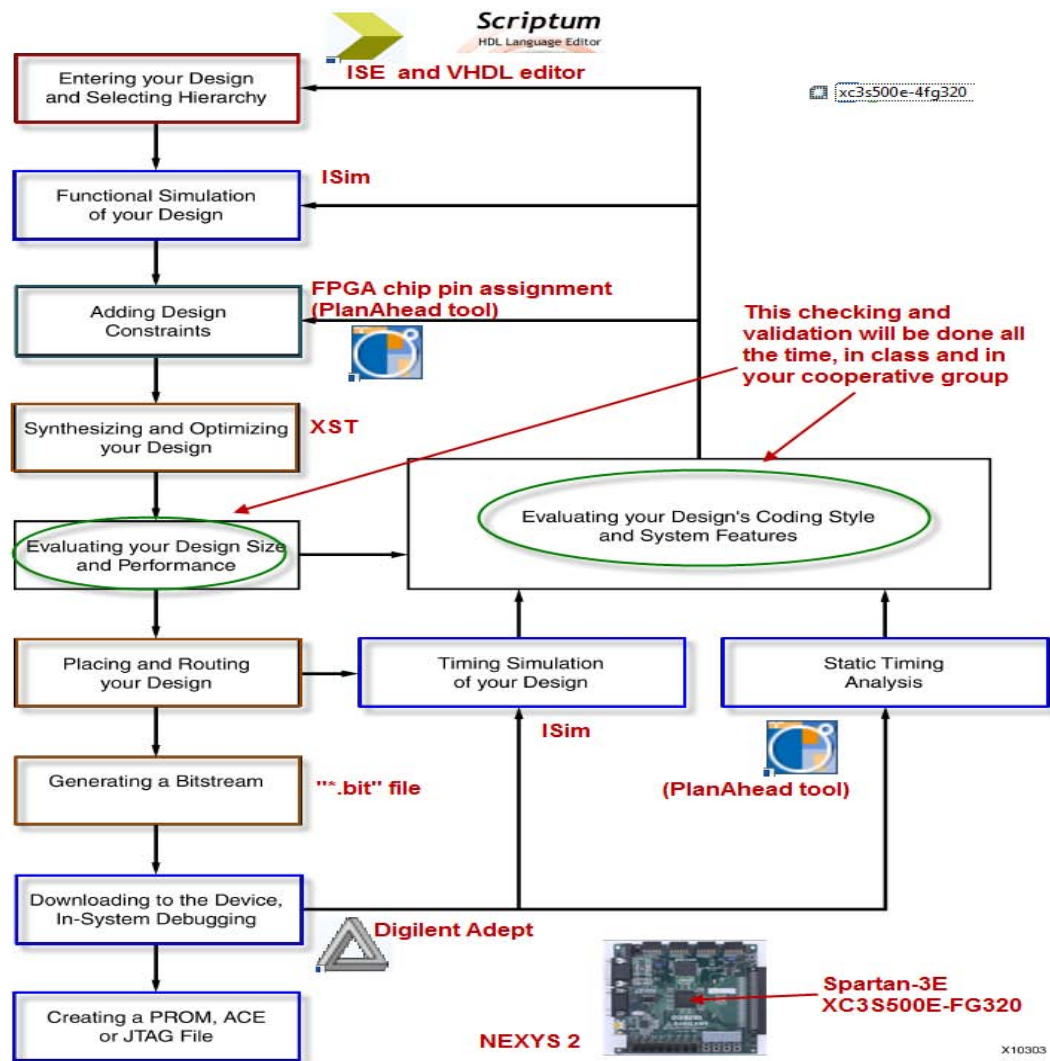 Scriptum
HDL Language Editor
Entering your Design
and Selecting Hierarchy
ISE and VHDL editor
xc3s500e-4fg320
Functional Simulation
of your Design
ISim
Adding Design
Constraints
FPGA chip pin assignment
(PlanAhead tool)
This checking and
validation will be done all
the time, in class and in
your cooperative group
Synthesizing and Optimizing
your Design
XST
Evaluating your Design Size
and Performance
Evaluating your Design's Coding Style
and System Features
Placing and Routing
your Design
Timing Simulation
of your Design
Static Timing
Analysis
ISim
(PlanAhead tool)
Generating a Bitstream
"*.bit" file
Downloading to the Device,
In-System Debugging
Digilent Adept
Creating a PROM, ACE
or JTAG File
NEXYS 2
Spartan-3E
XC3S500E-FG320
X10303